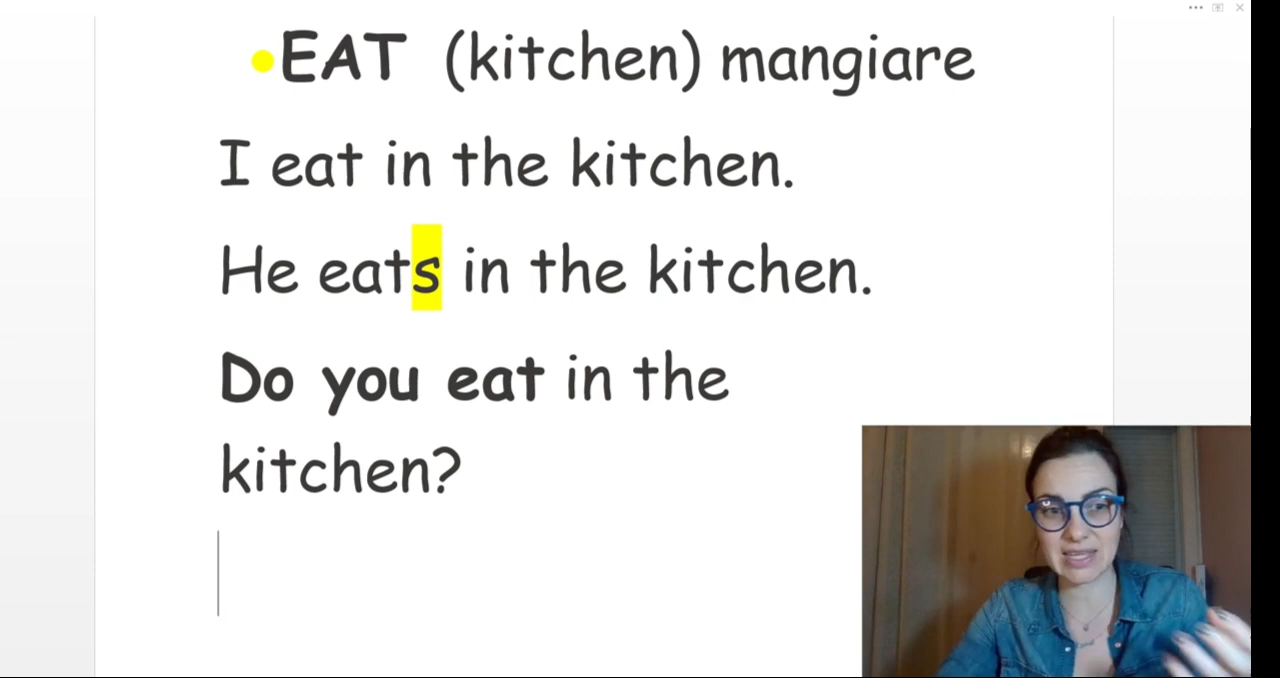 EAT (kitchen) mangiare
I eat in the kitchen.
He eats in the kitchen.
Do you eat in the
kitchen?